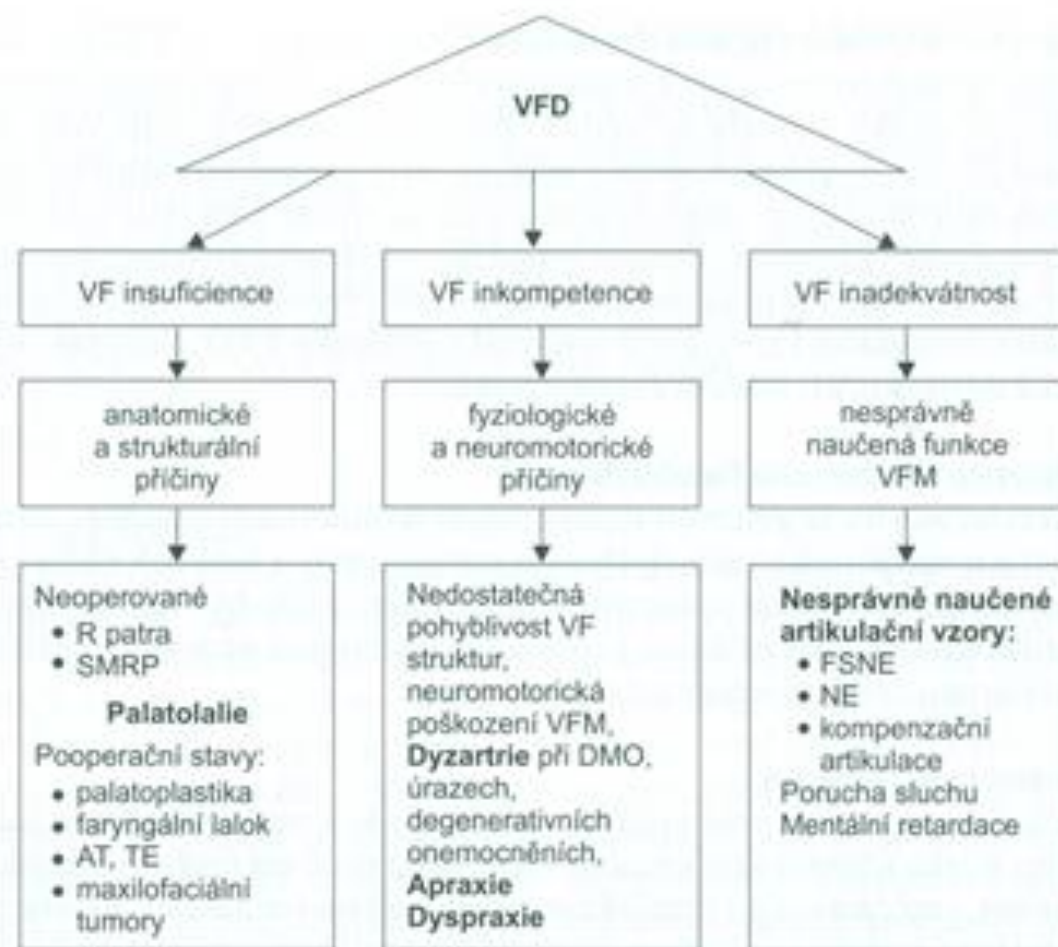 VFD
VF insuficience
VF inkompetence
VF inadekvátnost
anatomické
a strukturální
příčiny
fyziologické
a neuromotorické
příčiny
nesprávně
naučená funkce
VFM
Neoperované
• R patra
• SMRP
Palatolalie
Pooperační stavy:
• palatoplastika
• faryngální lalok
• AT, TE
• maxilofaciální
tumory
Nedostatečná
pohyblivost VF
struktur,
neuromotorická
poškození VFM,
Dyzartrie při DMO,
úrazech,
degenerativních
onemocněních,
Apraxie
Dyspraxie
Nesprávně naučené
artikulační vzory:
• FSNE
• NE
• kompenzační
artikulace
Porucha sluchu
Mentální retardace